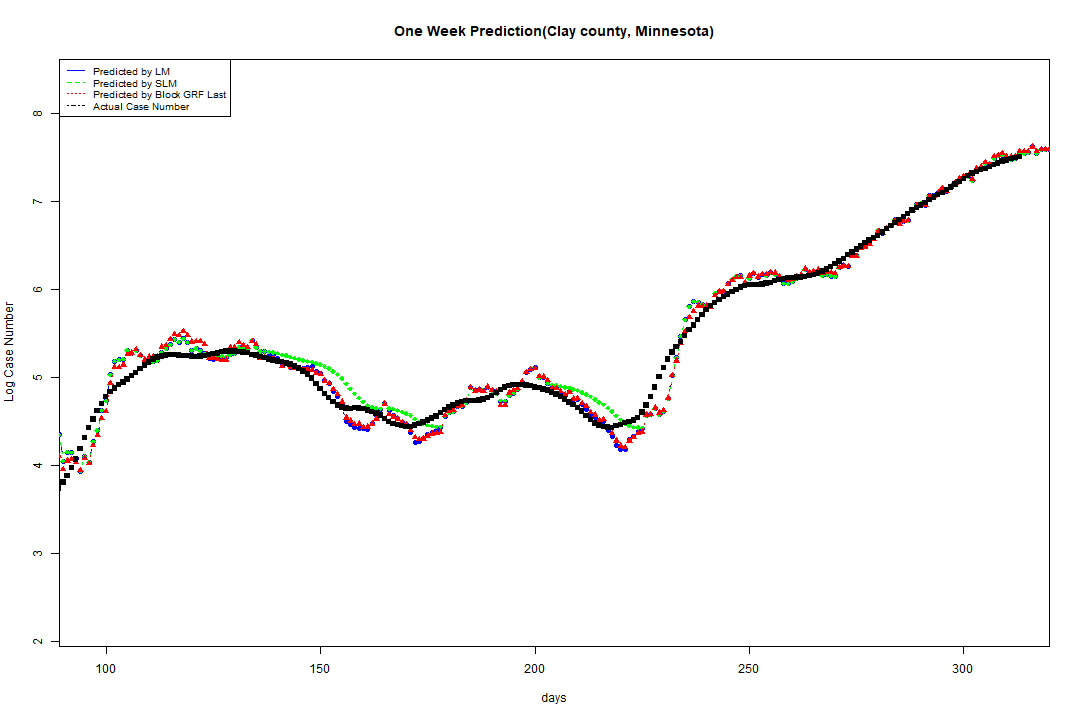 One Week Prediction(Clay county, Minnesota)
Predicted by LM
Predicted by SLM
Predicted by Block GRF Last
Actual Case Number
8
7
6
5
4
3
2
Log Case Number
100 150 200 250 300
days